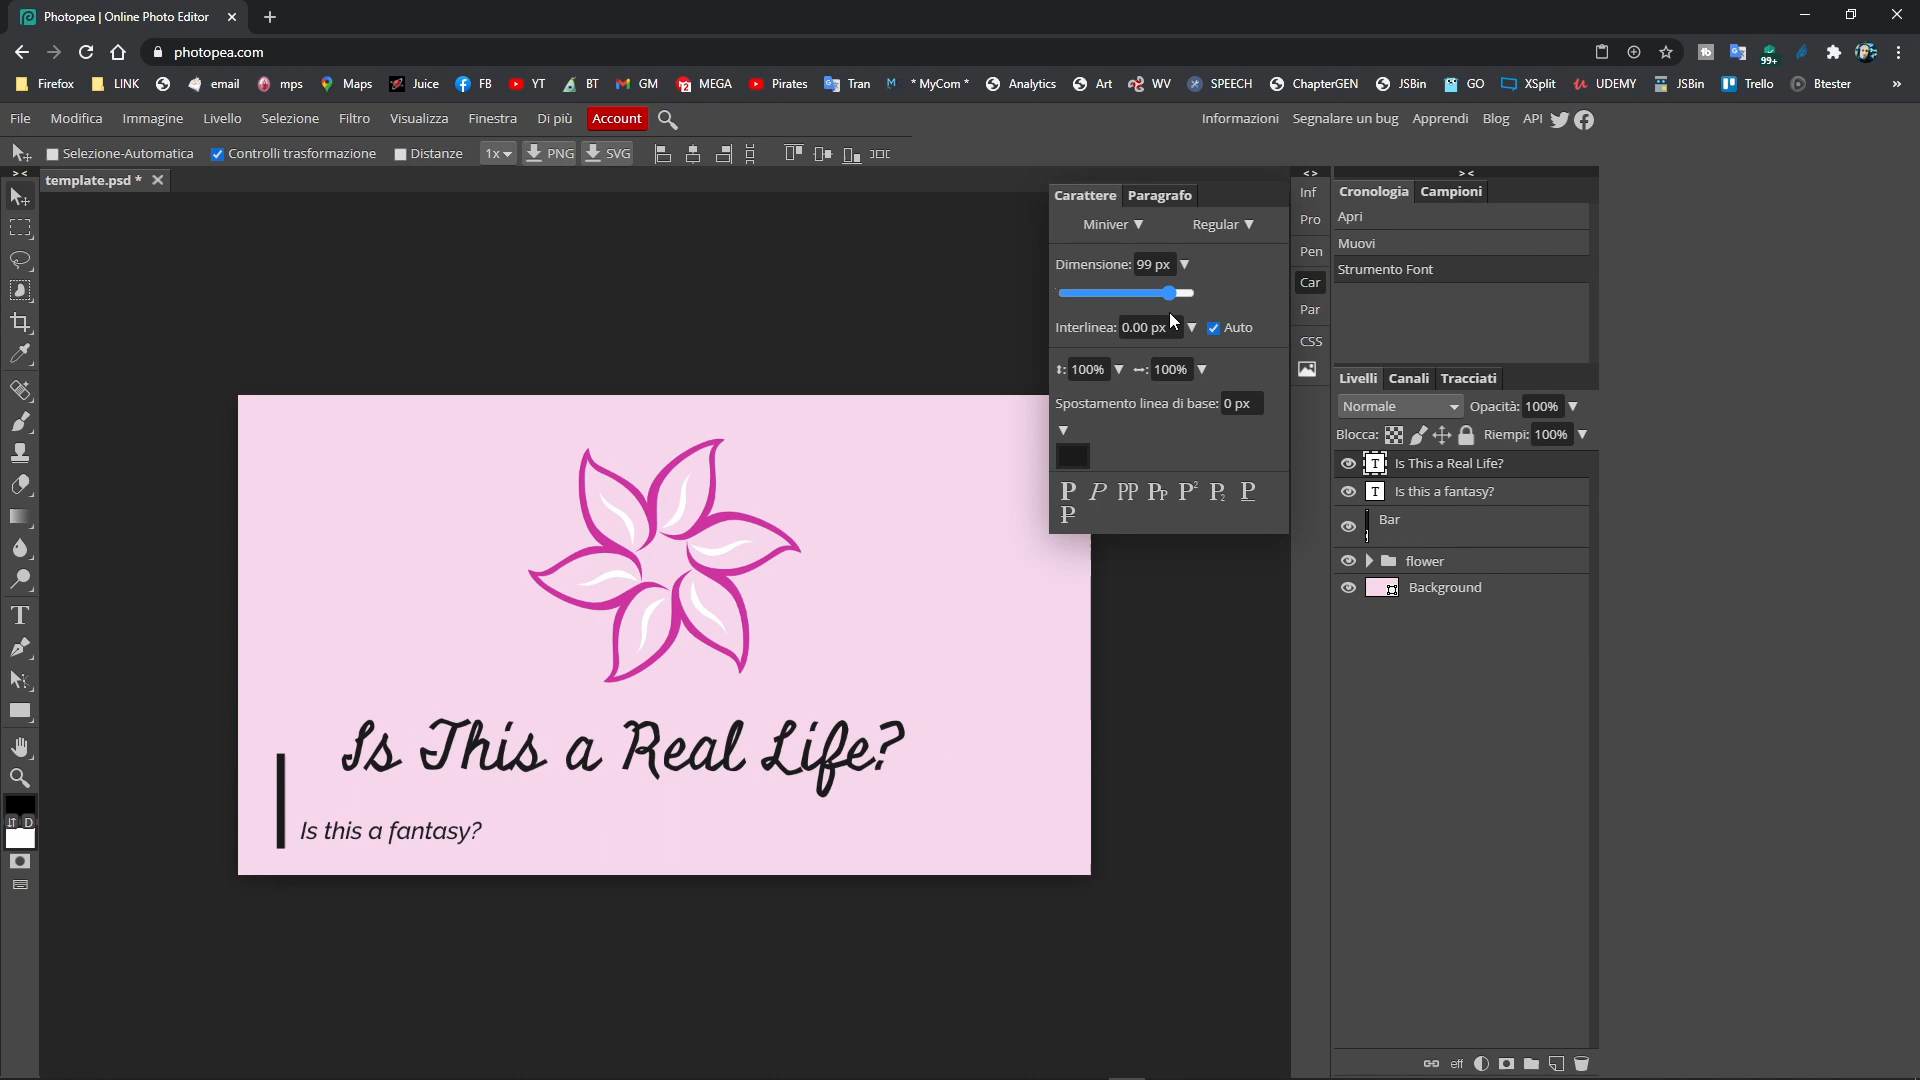 Photopea | Online Photo Editor
photopea.com
99+
Firefox LINK email mps Maps Juice FB YT BT GM MEGA Pirates Tran * MyCom * Analytics Art WV SPEECH ChapterGEN JSBin GO XSplit UDEMY JSBin Trello Btester »
File Modifica Immagine Livello Selezione Filtro Visualizza Finestra Di più Account Informazioni Segnalare un bug Apprendi Blog API
Selezione-Automatica Controlli trasformazione Distanze 1x PNG SVG
template.psd *
Carattere Paragrafo
Miniver Regular
Dimensione: 99 px
Interlinea: 0.00 px Auto
100% 100%
Spostamento linea di base: 0 px
Inf
Pro
Pen
Car
Par
CSS
Cronologia Campioni
Apri
Muovi
Strumento Font
Livelli Canali Tracciati
Normale Opacità: 100%
Blocca: Riempi: 100%
Is This a Real Life?
Is this a fantasy?
Bar
flower
Background
eff
Is This a Real Life?
Is this a fantasy?
D